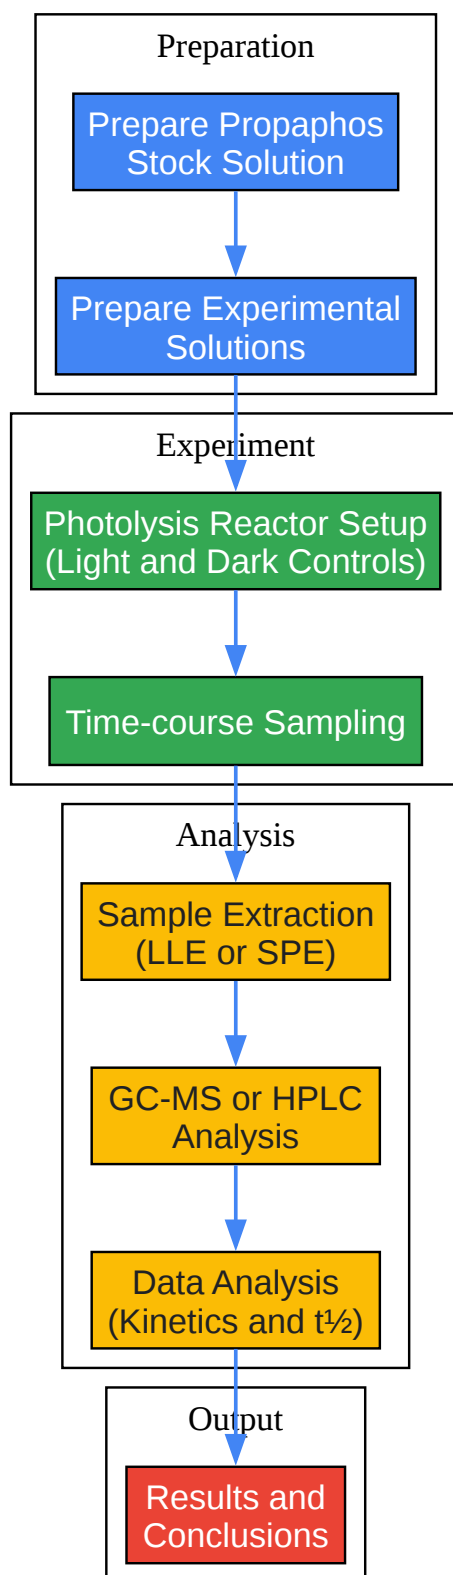 Preparation
Prepare Propaphos
Stock Solution
Prepare Experimental
Solutions
Experiment
Photolysis Reactor Setup
(Light and Dark Controls)
Time-course Sampling
Analysis
Sample Extraction
(LLE or SPE)
GC-MS or HPLC
Analysis
Data Analysis
(Kinetics and t½)
Output
Results and
Conclusions